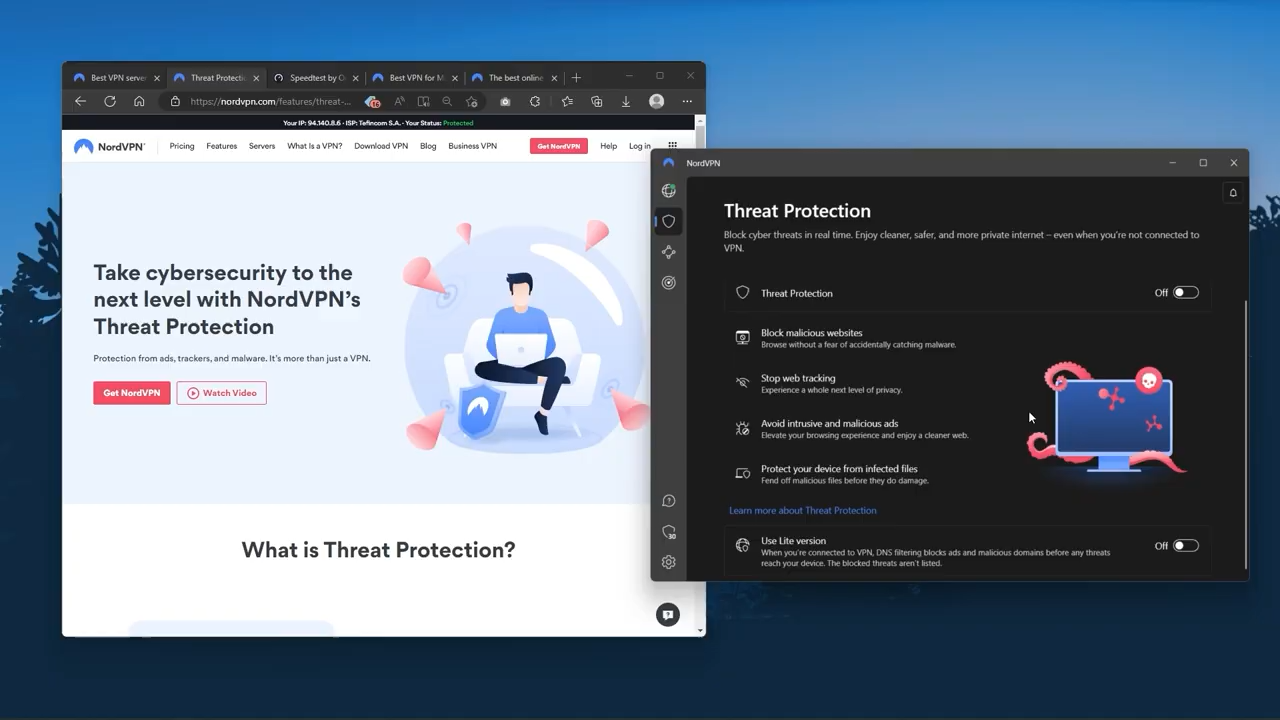 Best VPN serve
Threat Protectic
Speedtest by O
Best VPN for M
The best online
https://nordvpn.com/features/threat-...
16
Your IP: 94.140.8.6 · ISP: Tefincom S.A. · Your Status: Protected
NordVPN
Pricing
Features
Servers
What Is a VPN?
Download VPN
Blog
Business VPN
Get NordVPN
Help
Log in
Take cybersecurity to the
next level with NordVPN's
Threat Protection
Protection from ads, trackers, and malware. It's more than just a VPN.
Get NordVPN
Watch Video
What is Threat Protection?
NordVPN
Threat Protection
Block cyber threats in real time. Enjoy cleaner, safer, and more private internet – even when you're not connected to
VPN.
Threat Protection
Off
Block malicious websites
Browse without a fear of accidentally catching malware.
Stop web tracking
Experience a whole next level of privacy.
Avoid intrusive and malicious ads
Elevate your browsing experience and enjoy a cleaner web.
Protect your device from infected files
Fend off malicious files before they do damage.
Learn more about Threat Protection
30
Use Lite version
Off
When you're connected to VPN, DNS filtering blocks ads and malicious domains before any threats
reach your device. The blocked threats aren't listed.